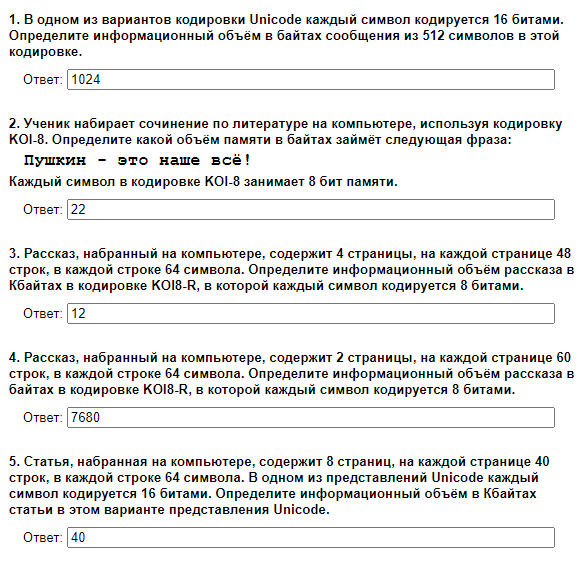 1. В одном из вариантов кодировки Unicode каждый символ кодируется 16 битами.
Определите информационный объём в байтах сообщения из 512 символов в этой
кодировке.
Ответ: 1024
2. Ученик набирает сочинение по литературе на компьютере, используя кодировку
KOI-8. Определите какой объём памяти в байтах займёт следующая фраза:
Пушкин - это наше всё!
Каждый символ в кодировке KOI-8 занимает 8 бит памяти.
Ответ: 22
3. Рассказ, набранный на компьютере, содержит 4 страницы, на каждой странице 48
строк, в каждой строке 64 символа. Определите информационный объём рассказа в
Кбайтах в кодировке KOI8-R, в которой каждый символ кодируется 8 битами.
Ответ: 12
4. Рассказ, набранный на компьютере, содержит 2 страницы, на каждой странице 60
строк, в каждой строке 64 символа. Определите информационный объём рассказа в
байтах в кодировке KOI8-R, в которой каждый символ кодируется 8 битами.
Ответ: 7680
5. Статья, набранная на компьютере, содержит 8 страниц, на каждой странице 40
строк, в каждой строке 64 символа. В одном из представлений Unicode каждый
символ кодируется 16 битами. Определите информационный объём в Кбайтах
статьи в этом варианте представления Unicode.
Ответ: 40